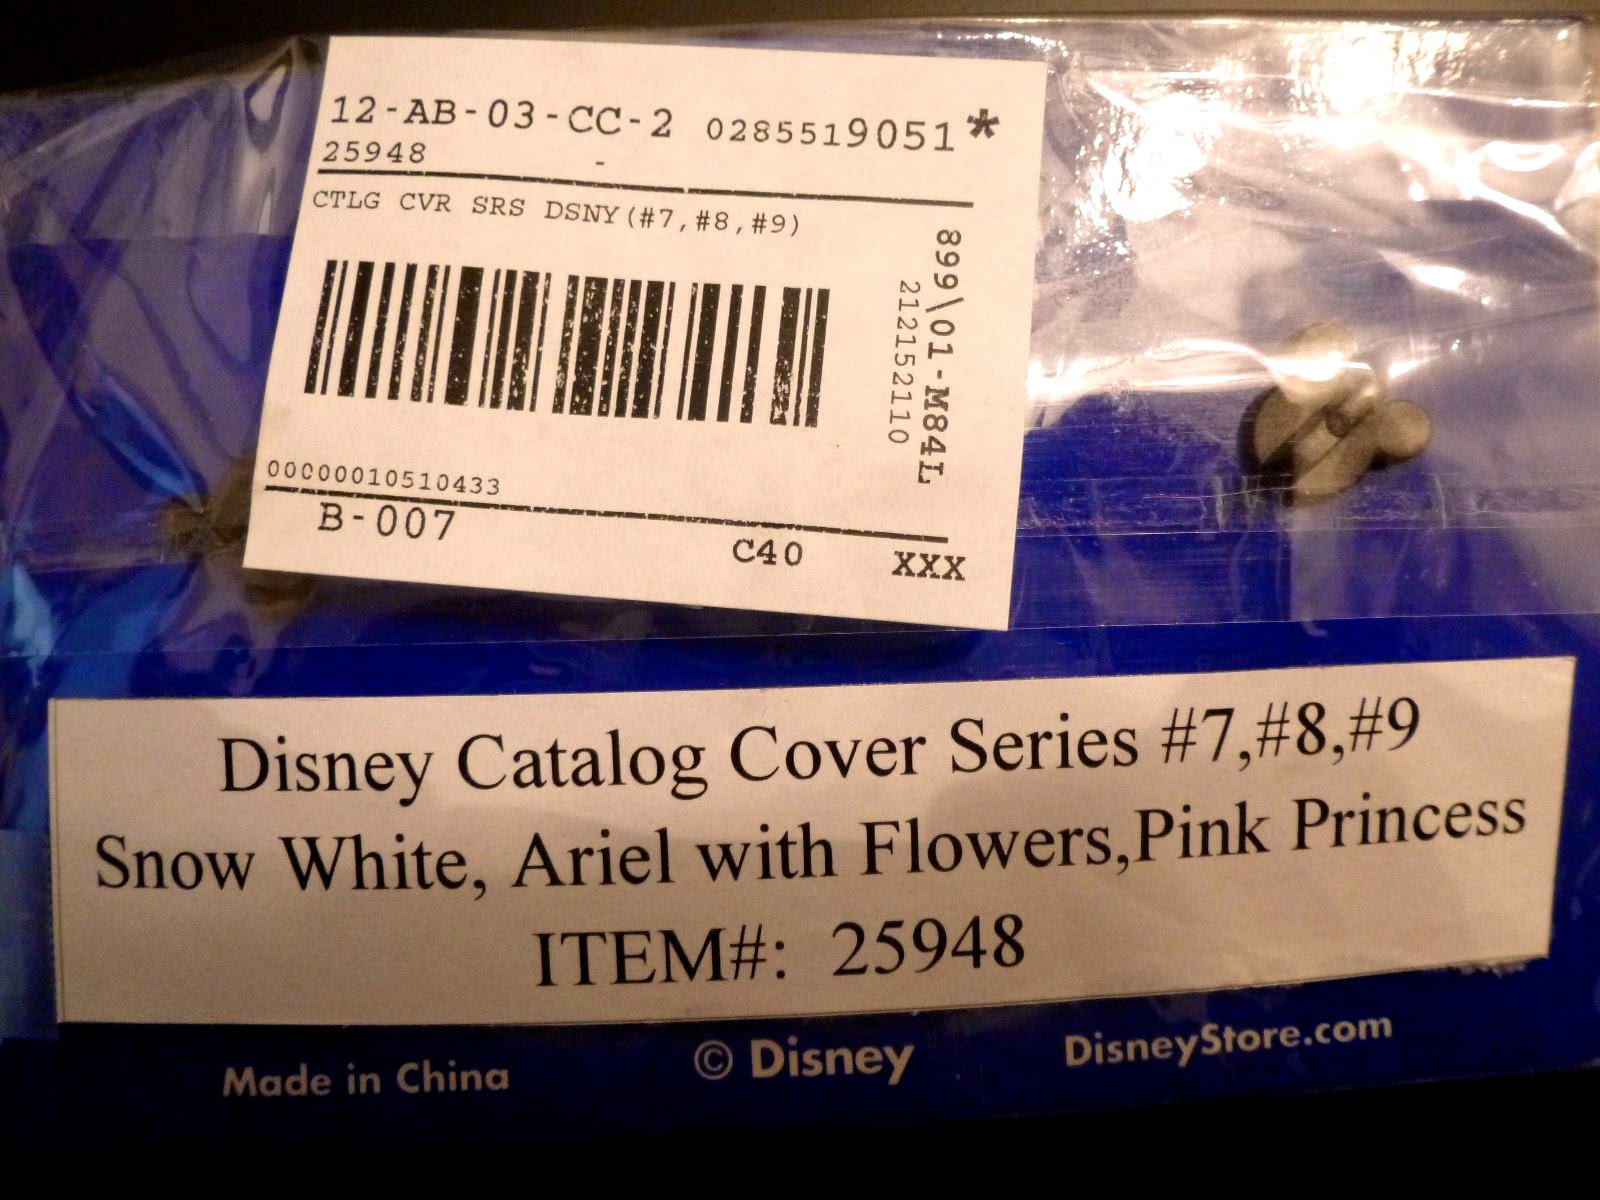 12-AB-03-CC-2 0285519051*
25948 -
CTLG CVR SRS DSNY(#7,#8,#9)
899\01-M84L
212152110
00000010510433
B-007
C40 XXX
Disney Catalog Cover Series #7,#8,#9
Snow White, Ariel with Flowers,Pink Princess
ITEM#: 25948
Made in China © Disney DisneyStore.com